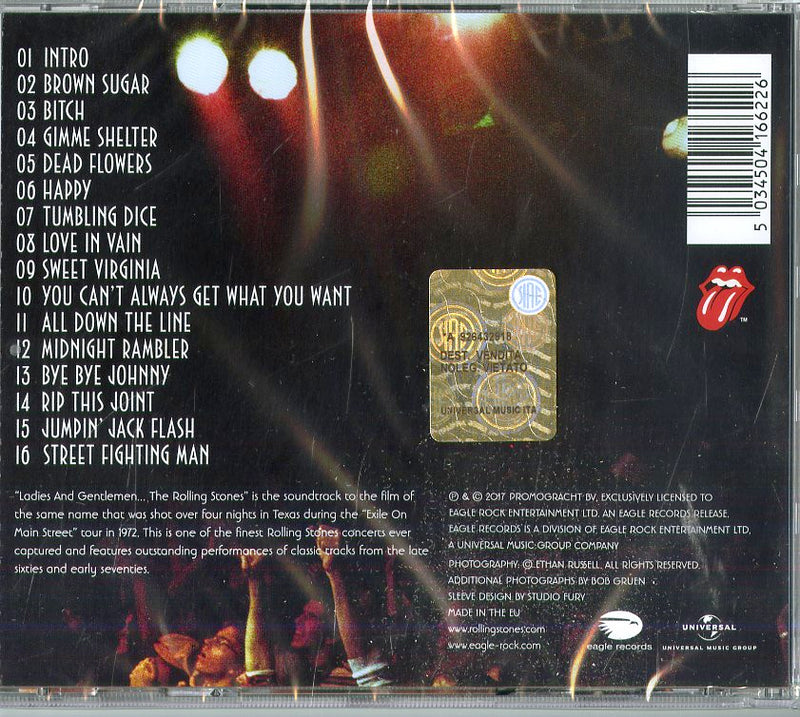 01 INTRO
02 BROWN SUGAR
03 BITCH
04 GIMME SHELTER
05 DEAD FLOWERS
06 HAPPY
07 TUMBLING DICE
08 LOVE IN VAIN
09 SWEET VIRGINIA
10 YOU CAN'T ALWAYS GET WHAT YOU WANT
11 ALL DOWN THE LINE
12 MIDNIGHT RAMBLER
13 BYE BYE JOHNNY
14 RIP THIS JOINT
15 JUMPIN' JACK FLASH
16 STREET FIGHTING MAN
"Ladies And Gentlemen... The Rolling Stones" is the soundtrack to the film of
the same name that was shot over four nights in Texas during the "Exile On
Main Street" tour in 1972. This is one of the finest Rolling Stones concerts ever
captured and features outstanding performances of classic tracks from the late
sixties and early seventies.
5 034504 166226
TM
SIAE
DEST. VENDITA
NOLEG. VIETATO
UNIVERSAL MUSIC ITA
℗ & © 2017 PROMOGRACHT BV, EXCLUSIVELY LICENSED TO
EAGLE ROCK ENTERTAINMENT LTD. AN EAGLE RECORDS RELEASE.
EAGLE RECORDS IS A DIVISION OF EAGLE ROCK ENTERTAINMENT LTD,
A UNIVERSAL MUSIC GROUP COMPANY
PHOTOGRAPHY: © ETHAN RUSSELL. ALL RIGHTS RESERVED.
ADDITIONAL PHOTOGRAPHS BY BOB GRUEN
SLEEVE DESIGN BY STUDIO FURY
MADE IN THE EU
www.rollingstones.com
www.eagle-rock.com
eagle records
UNIVERSAL
UNIVERSAL MUSIC GROUP